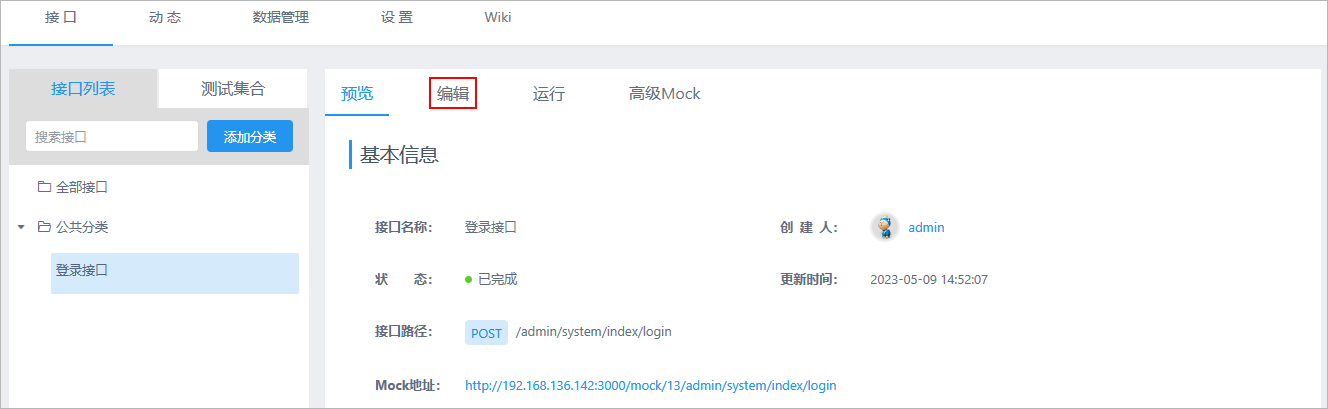 接 口 动 态 数据管理 设 置 Wiki
接口列表 测试集合
搜索接口 添加分类
全部接口
公共分类
登录接口
预览 编辑 运行 高级Mock
基本信息
接口名称: 登录接口 创 建 人: admin
状 态: 已完成 更新时间: 2023-05-09 14:52:07
接口路径: POST /admin/system/index/login
Mock地址: http://192.168.136.142:3000/mock/13/admin/system/index/login